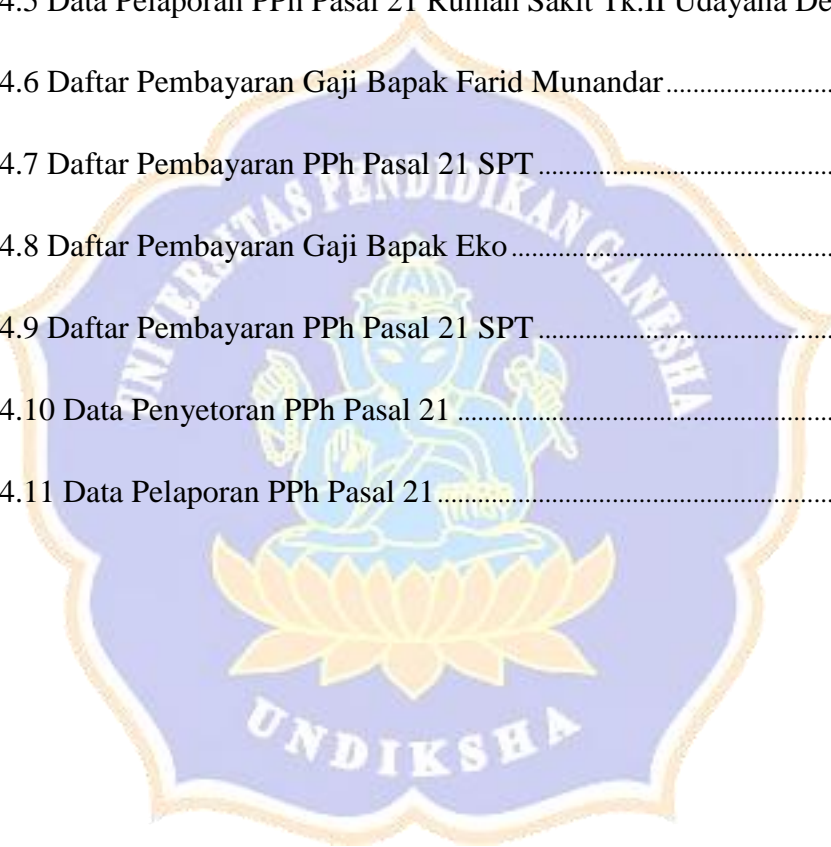 4.5 Data Pelaporan PPh Pasal 21 Rumah Sakit Tk.II Udayana De
4.6 Daftar Pembayaran Gaji Bapak Farid Munandar
4.7 Daftar Pembayaran PPh Pasal 21 SPT
4.8 Daftar Pembayaran Gaji Bapak Eko
4.9 Daftar Pembayaran PPh Pasal 21 SPT
4.10 Data Penyetoran PPh Pasal 21
4.11 Data Pelaporan PPh Pasal 21
UNIVERSITAS PENDIDIKAN GANESHA
UNDIKSHA